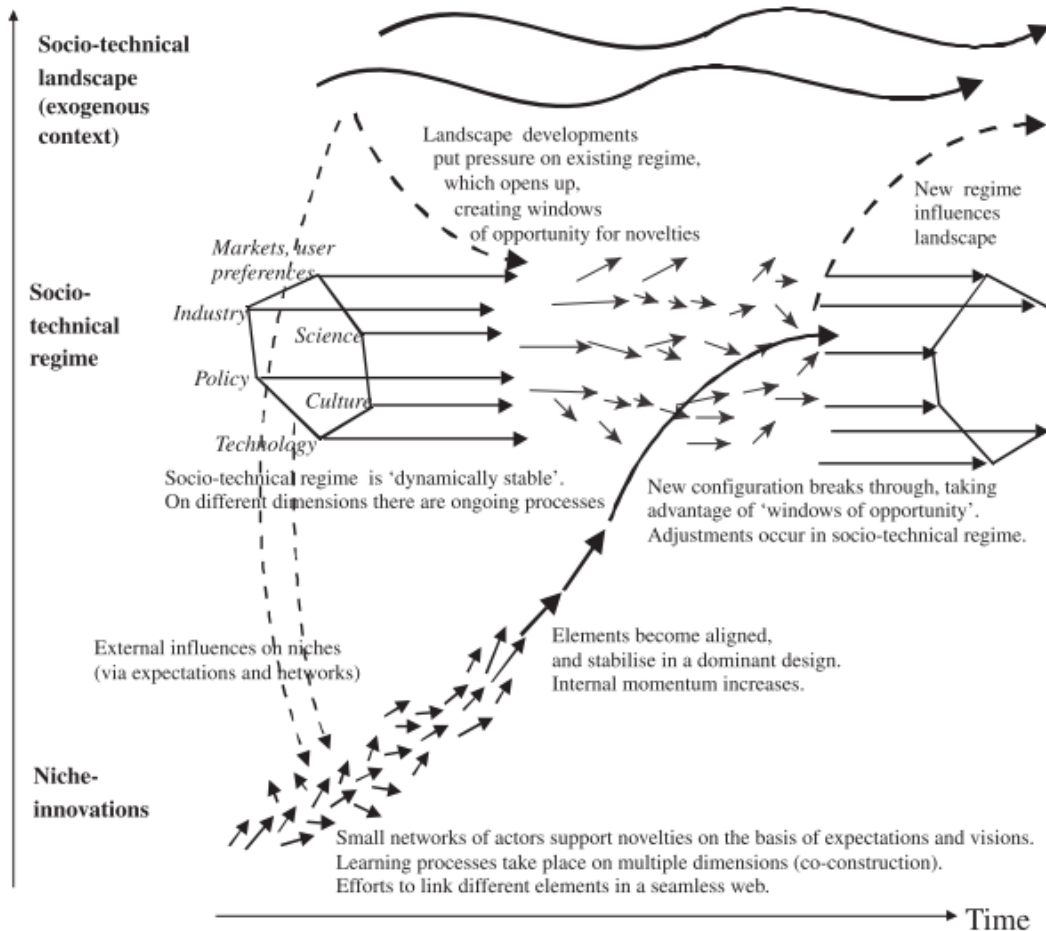 Socio-technical
landscape
(exogenous
context)
Landscape developments
put pressure on existing regime,
which opens up,
creating windows
of opportunity for novelties
New regime
influences
landscape
Markets, user
preferences
Industry
Science
Policy
Culture
Technology
Socio-
technical
regime
Socio-technical regime is ‘dynamically stable’.
On different dimensions there are ongoing processes
New configuration breaks through, taking
advantage of ‘windows of opportunity’.
Adjustments occur in socio-technical regime.
External influences on niches
(via expectations and networks)
Elements become aligned,
and stabilise in a dominant design.
Internal momentum increases.
Niche-
innovations
Small networks of actors support novelties on the basis of expectations and visions.
Learning processes take place on multiple dimensions (co-construction).
Efforts to link different elements in a seamless web.
Time